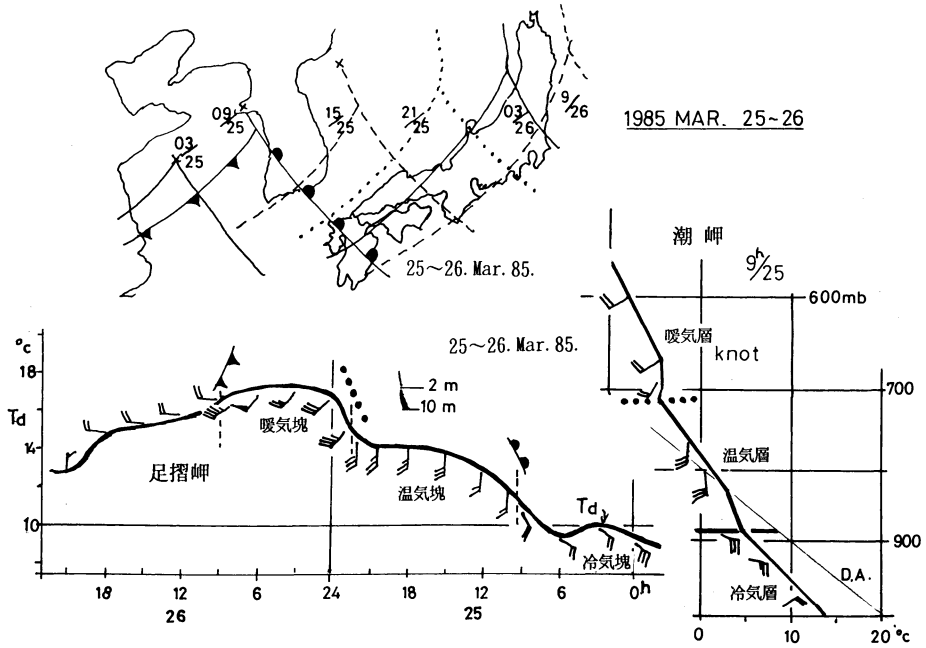 09/25
03/25
15/25
21/25
03/26
9/26
1985 MAR. 25~26
25~26. Mar. 85.
潮岬
9h/25
600mb
暖気層
knot
700
温気層
900
D.A.
冷気層
0 10 20 °c
25~26. Mar. 85.
°c
18
Td
14
10
2 m
10 m
暖気塊
足摺岬
温気塊
Td
冷気塊
18 12 6 24 18 12 6 0h
26 25